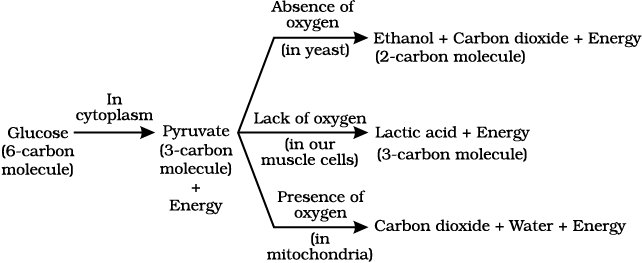 Absence of
oxygen
(in yeast)
Ethanol + Carbon dioxide + Energy
(2-carbon molecule)
In
cytoplasm
Glucose
(6-carbon
molecule)
Pyruvate
(3-carbon
molecule)
+
Energy
Lack of oxygen
(in our
muscle cells)
Lactic acid + Energy
(3-carbon molecule)
Presence of
oxygen
(in
mitochondria)
Carbon dioxide + Water + Energy